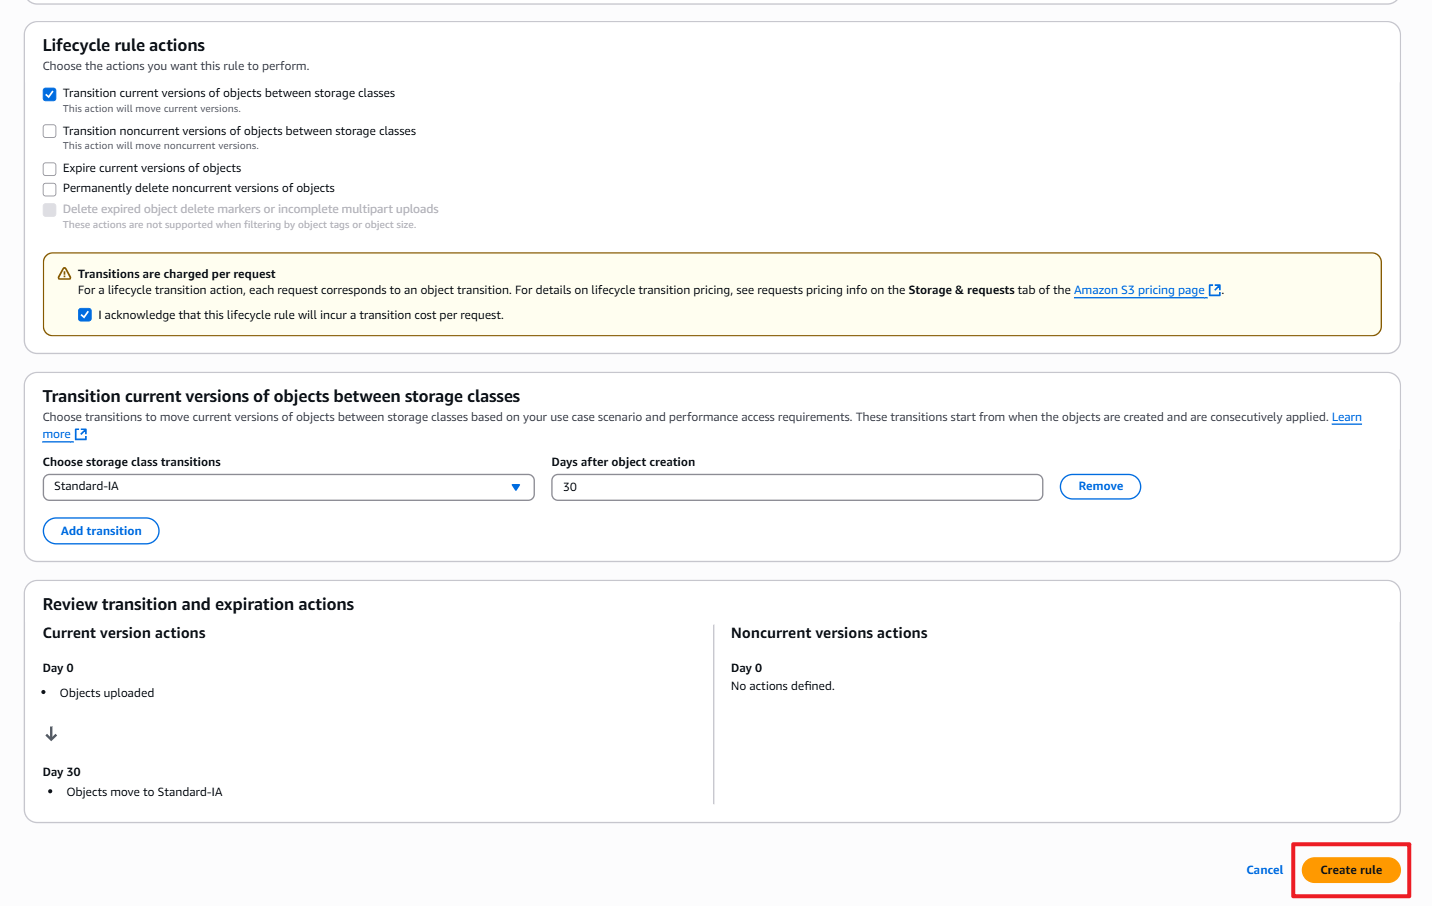 Lifecycle rule actions
Choose the actions you want this rule to perform.
Transition current versions of objects between storage classes
This action will move current versions.
Transition noncurrent versions of objects between storage classes
This action will move noncurrent versions.
Expire current versions of objects
Permanently delete noncurrent versions of objects
Delete expired object delete markers or incomplete multipart uploads
These actions are not supported when filtering by object tags or object size.
Transitions are charged per request
For a lifecycle transition action, each request corresponds to an object transition. For details on lifecycle transition pricing, see requests pricing info on the Storage & requests tab of the Amazon S3 pricing page.
I acknowledge that this lifecycle rule will incur a transition cost per request.
Transition current versions of objects between storage classes
Choose transitions to move current versions of objects between storage classes based on your use case scenario and performance access requirements. These transitions start from when the objects are created and are consecutively applied. Learn
more
Choose storage class transitions
Days after object creation
Standard-IA
30
Remove
Add transition
Review transition and expiration actions
Current version actions
Day 0
Objects uploaded
Day 30
Objects move to Standard-IA
Noncurrent versions actions
Day 0
No actions defined.
Cancel
Create rule